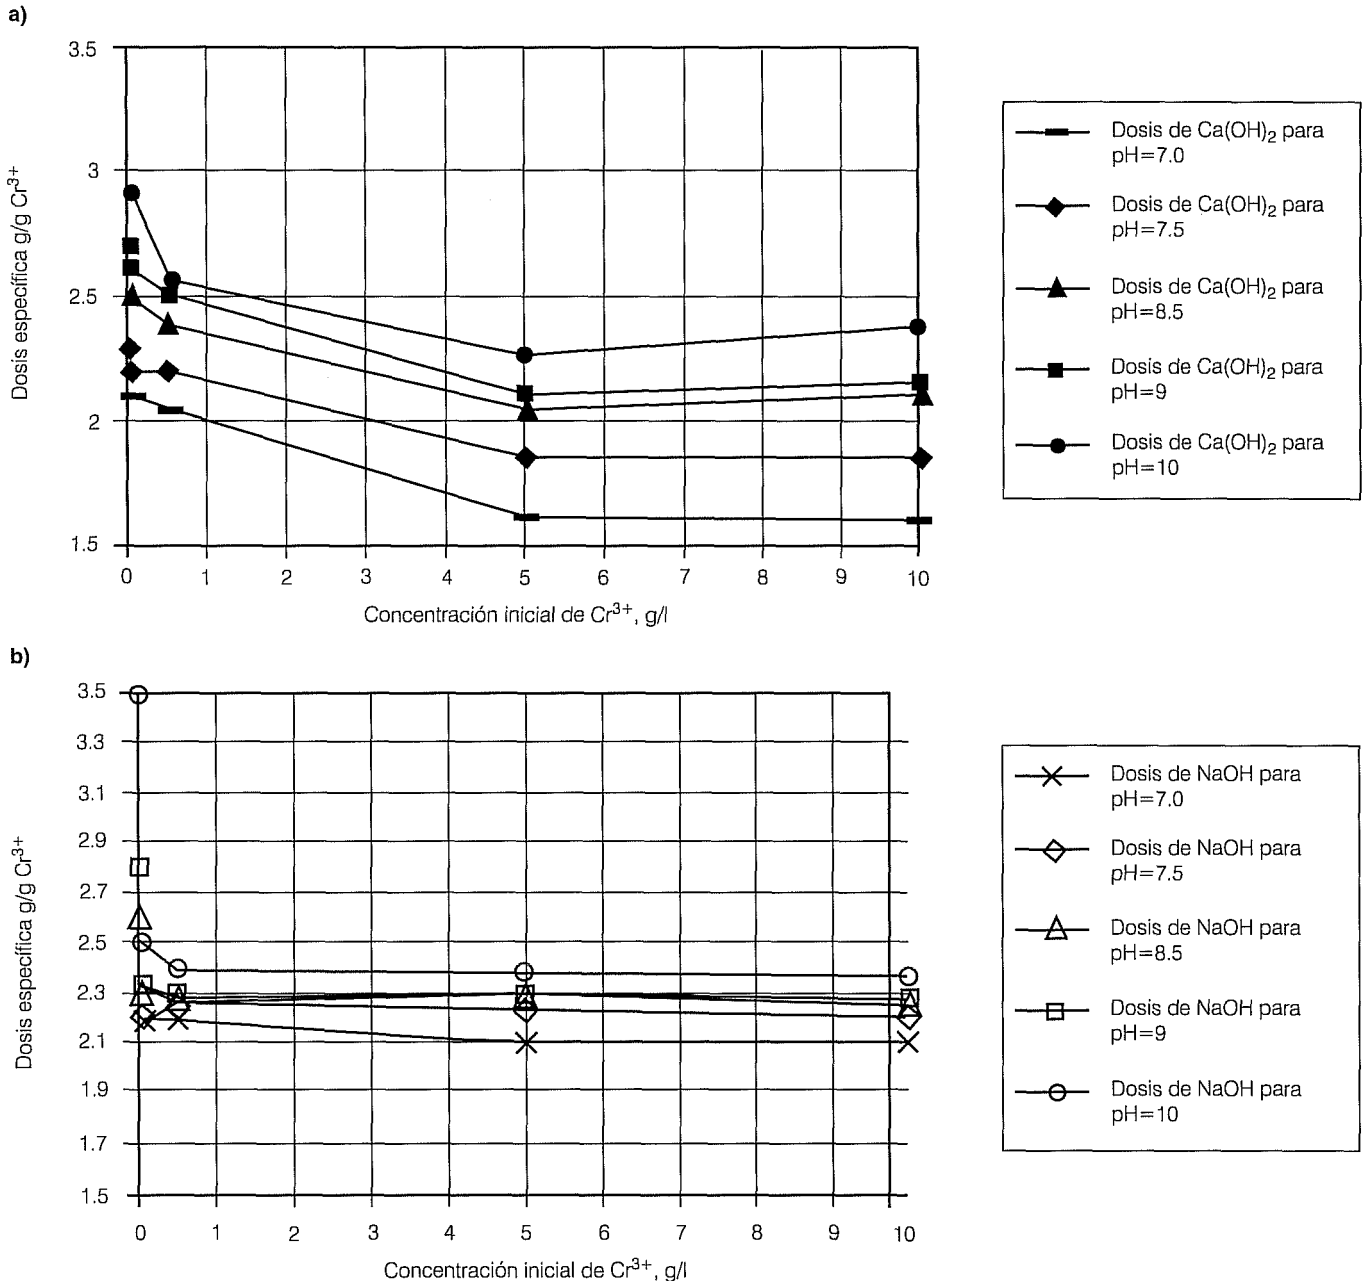 a)
3.5
3
2.5
2
1.5
Dosis específica g/g Cr³⁺
0 1 2 3 4 5 6 7 8 9 10
Concentración inicial de Cr³⁺, g/l
Dosis de Ca(OH)₂ para
pH=7.0
Dosis de Ca(OH)₂ para
pH=7.5
Dosis de Ca(OH)₂ para
pH=8.5
Dosis de Ca(OH)₂ para
pH=9
Dosis de Ca(OH)₂ para
pH=10
b)
3.5
3.3
3.1
2.9
2.7
2.5
2.3
2.1
1.9
1.7
1.5
Dosis específica g/g Cr³⁺
0 1 2 3 4 5 6 7 8 9 10
Concentración inicial de Cr³⁺, g/l
Dosis de NaOH para
pH=7.0
Dosis de NaOH para
pH=7.5
Dosis de NaOH para
pH=8.5
Dosis de NaOH para
pH=9
Dosis de NaOH para
pH=10